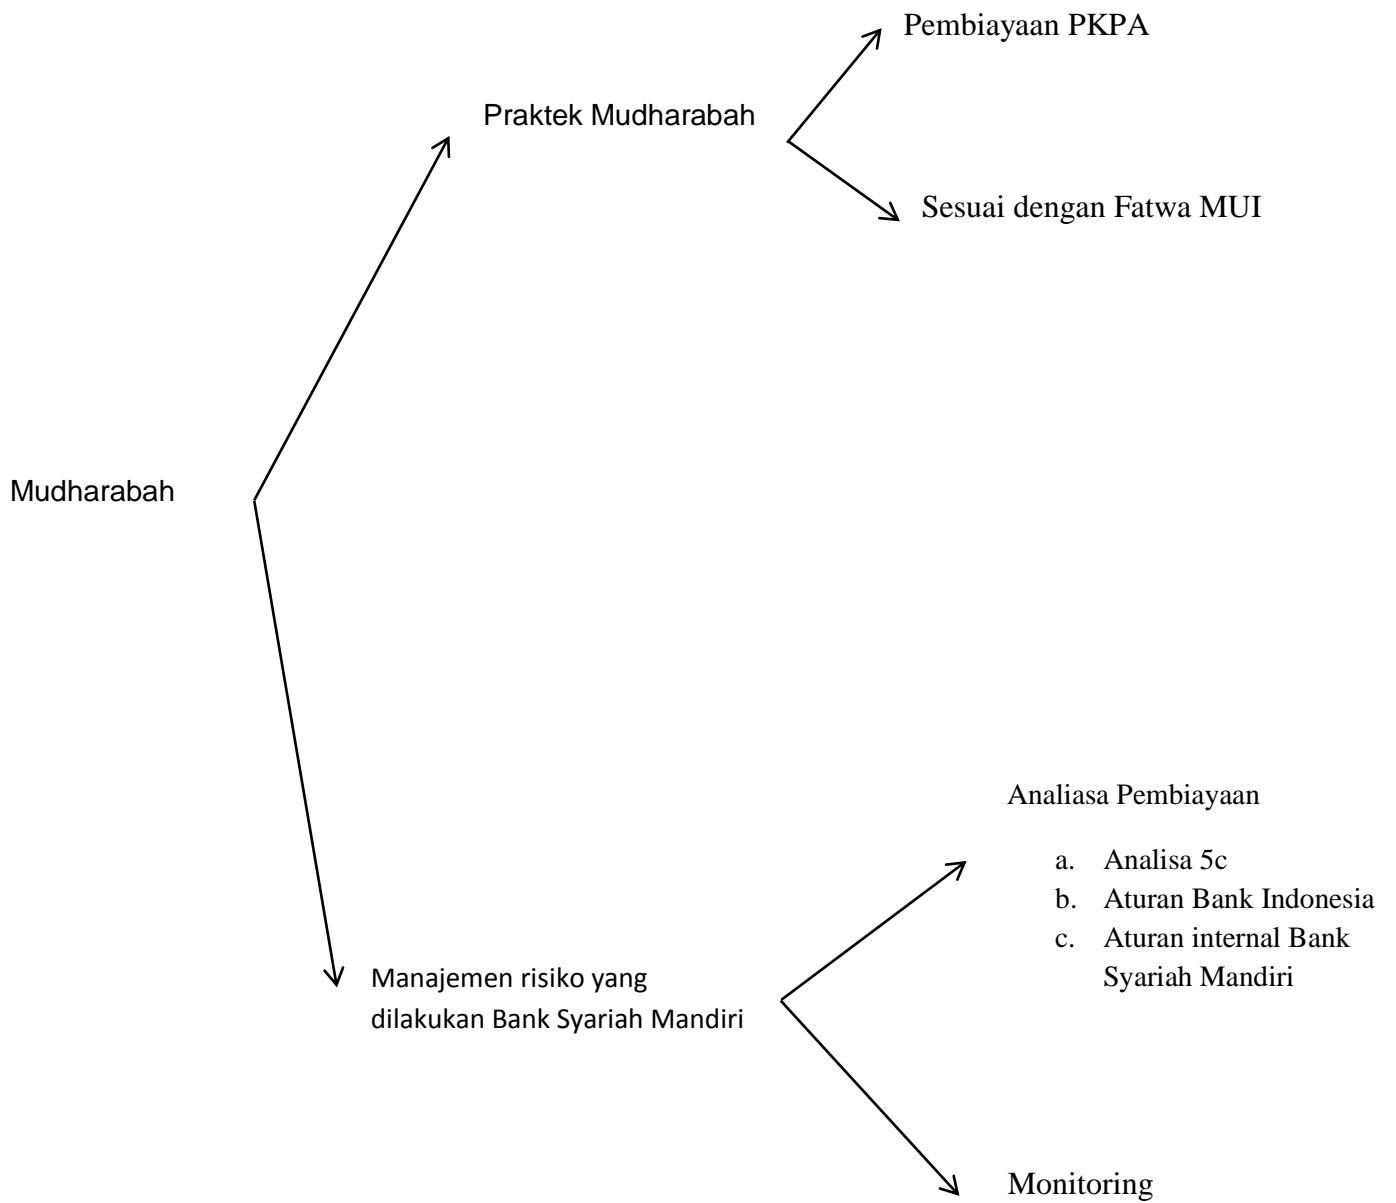 Pembiayaan PKPA
Praktek Mudharabah
Sesuai dengan Fatwa MUI
Mudharabah
Analiasa Pembiayaan
a. Analisa 5c
b. Aturan Bank Indonesia
c. Aturan internal Bank
Syariah Mandiri
Manajemen risiko yang
dilakukan Bank Syariah Mandiri
Monitoring